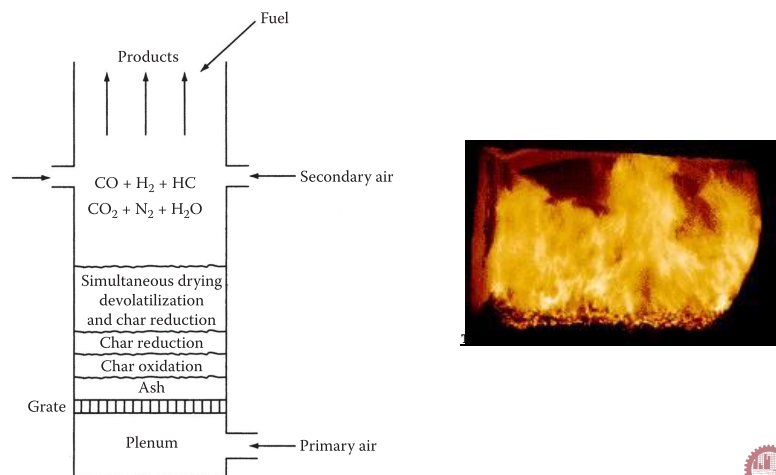 Fuel
Products
Secondary air
CO + H₂ + HC
CO₂ + N₂ + H₂O
Simultaneous drying
devolatilization
and char reduction
Char reduction
Char oxidation
Ash
Grate
Plenum
Primary air